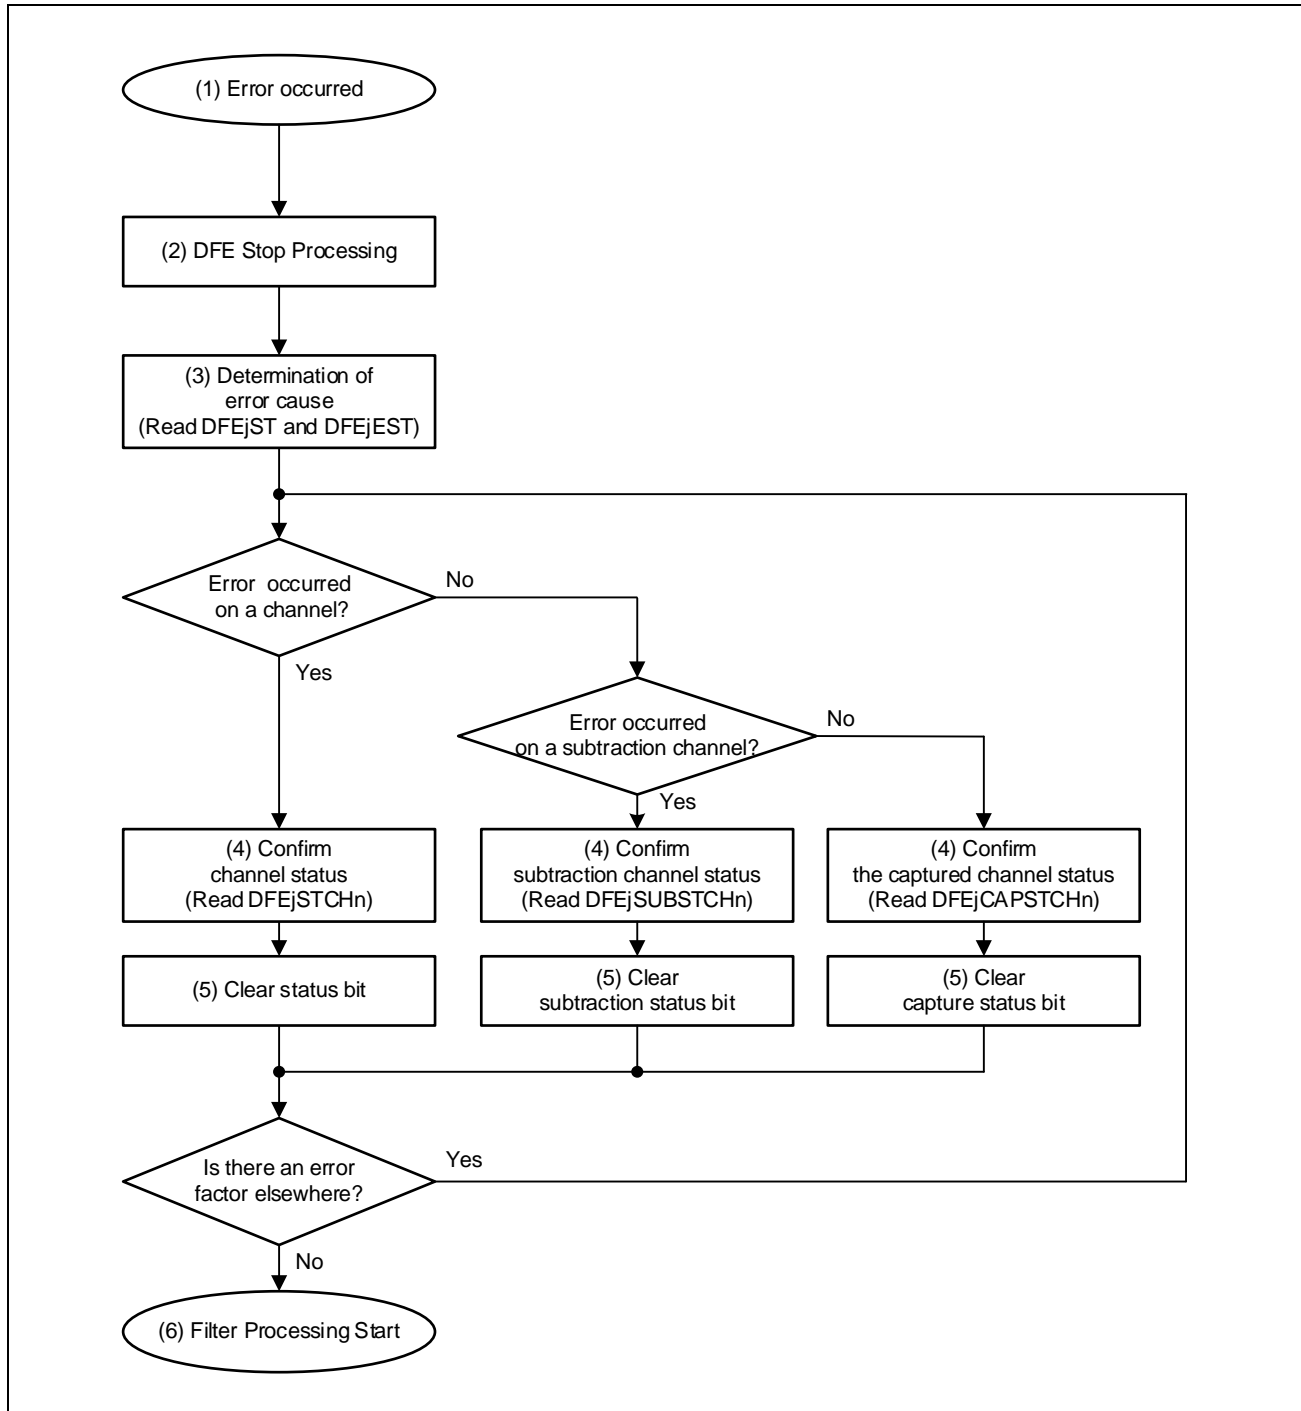 (1) Error occurred
(2) DFE Stop Processing
(3) Determination of
error cause
(Read DFEjST and DFEjEST)
Error occurred
on a channel?
No
Yes
Error occurred
on a subtraction channel?
No
Yes
(4) Confirm
channel status
(Read DFEjSTCHn)
(4) Confirm
subtraction channel status
(Read DFEjSUBSTCHn)
(4) Confirm
the captured channel status
(Read DFEjCAPSTCHn)
(5) Clear status bit
(5) Clear
subtraction status bit
(5) Clear
capture status bit
Is there an error
factor elsewhere?
Yes
No
(6) Filter Processing Start